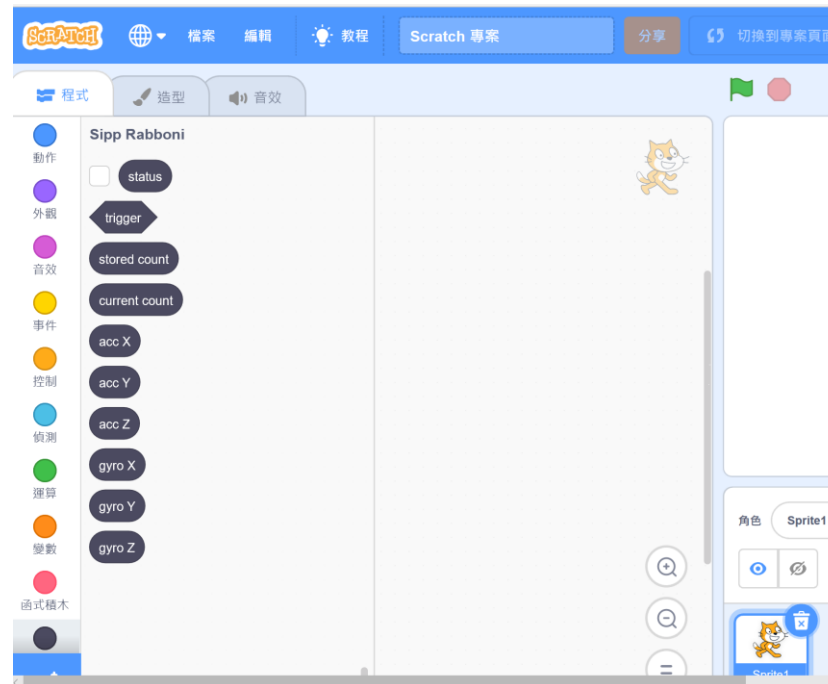 SCRATCH 檔案 編輯 教程 Scratch 專案 分享 切換到專案頁面
程式 造型 音效
動作
外觀
音效
事件
控制
偵測
運算
變數
函式積木
Sipp Rabboni
status
trigger
stored count
current count
acc X
acc Y
acc Z
gyro X
gyro Y
gyro Z
角色 Sprite1
Sprite1